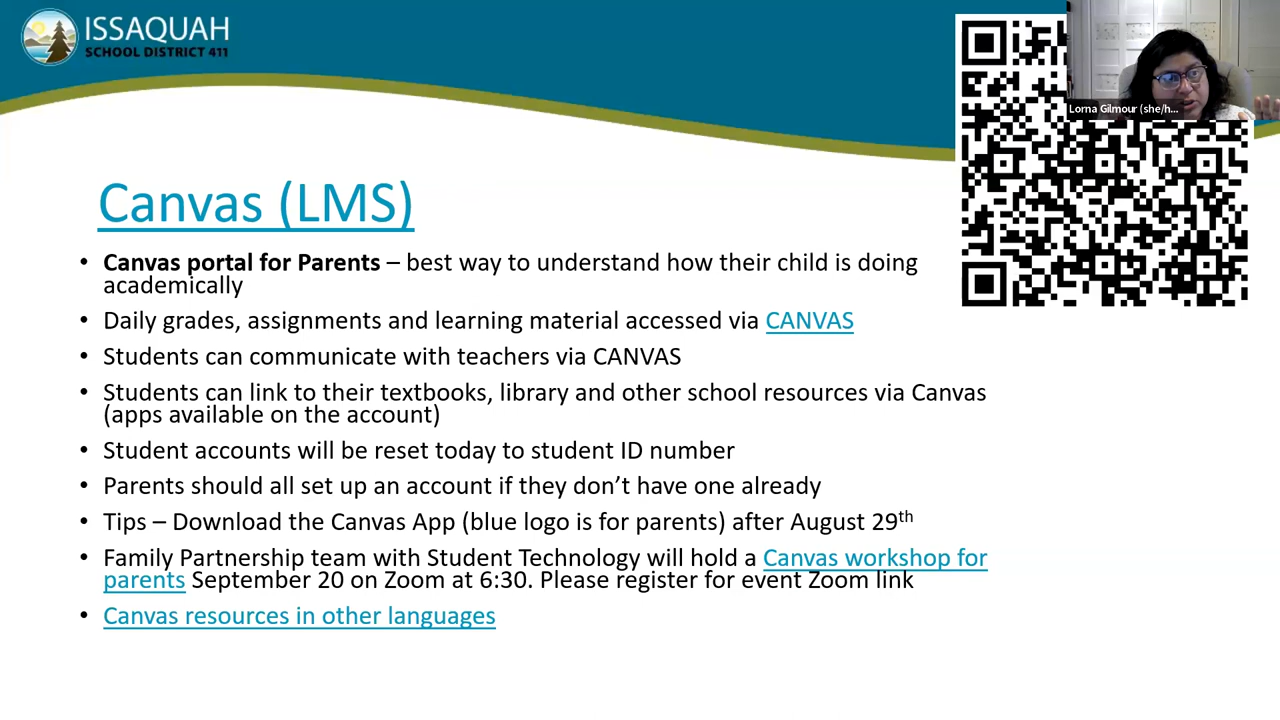 ISSAQUAH
SCHOOL DISTRICT 411
Lorna Gilmour (she/h...
Canvas (LMS)
• Canvas portal for Parents – best way to understand how their child is doing
academically
• Daily grades, assignments and learning material accessed via CANVAS
• Students can communicate with teachers via CANVAS
• Students can link to their textbooks, library and other school resources via Canvas
(apps available on the account)
• Student accounts will be reset today to student ID number
• Parents should all set up an account if they don’t have one already
• Tips – Download the Canvas App (blue logo is for parents) after August 29th
• Family Partnership team with Student Technology will hold a Canvas workshop for
parents September 20 on Zoom at 6:30. Please register for event Zoom link
• Canvas resources in other languages